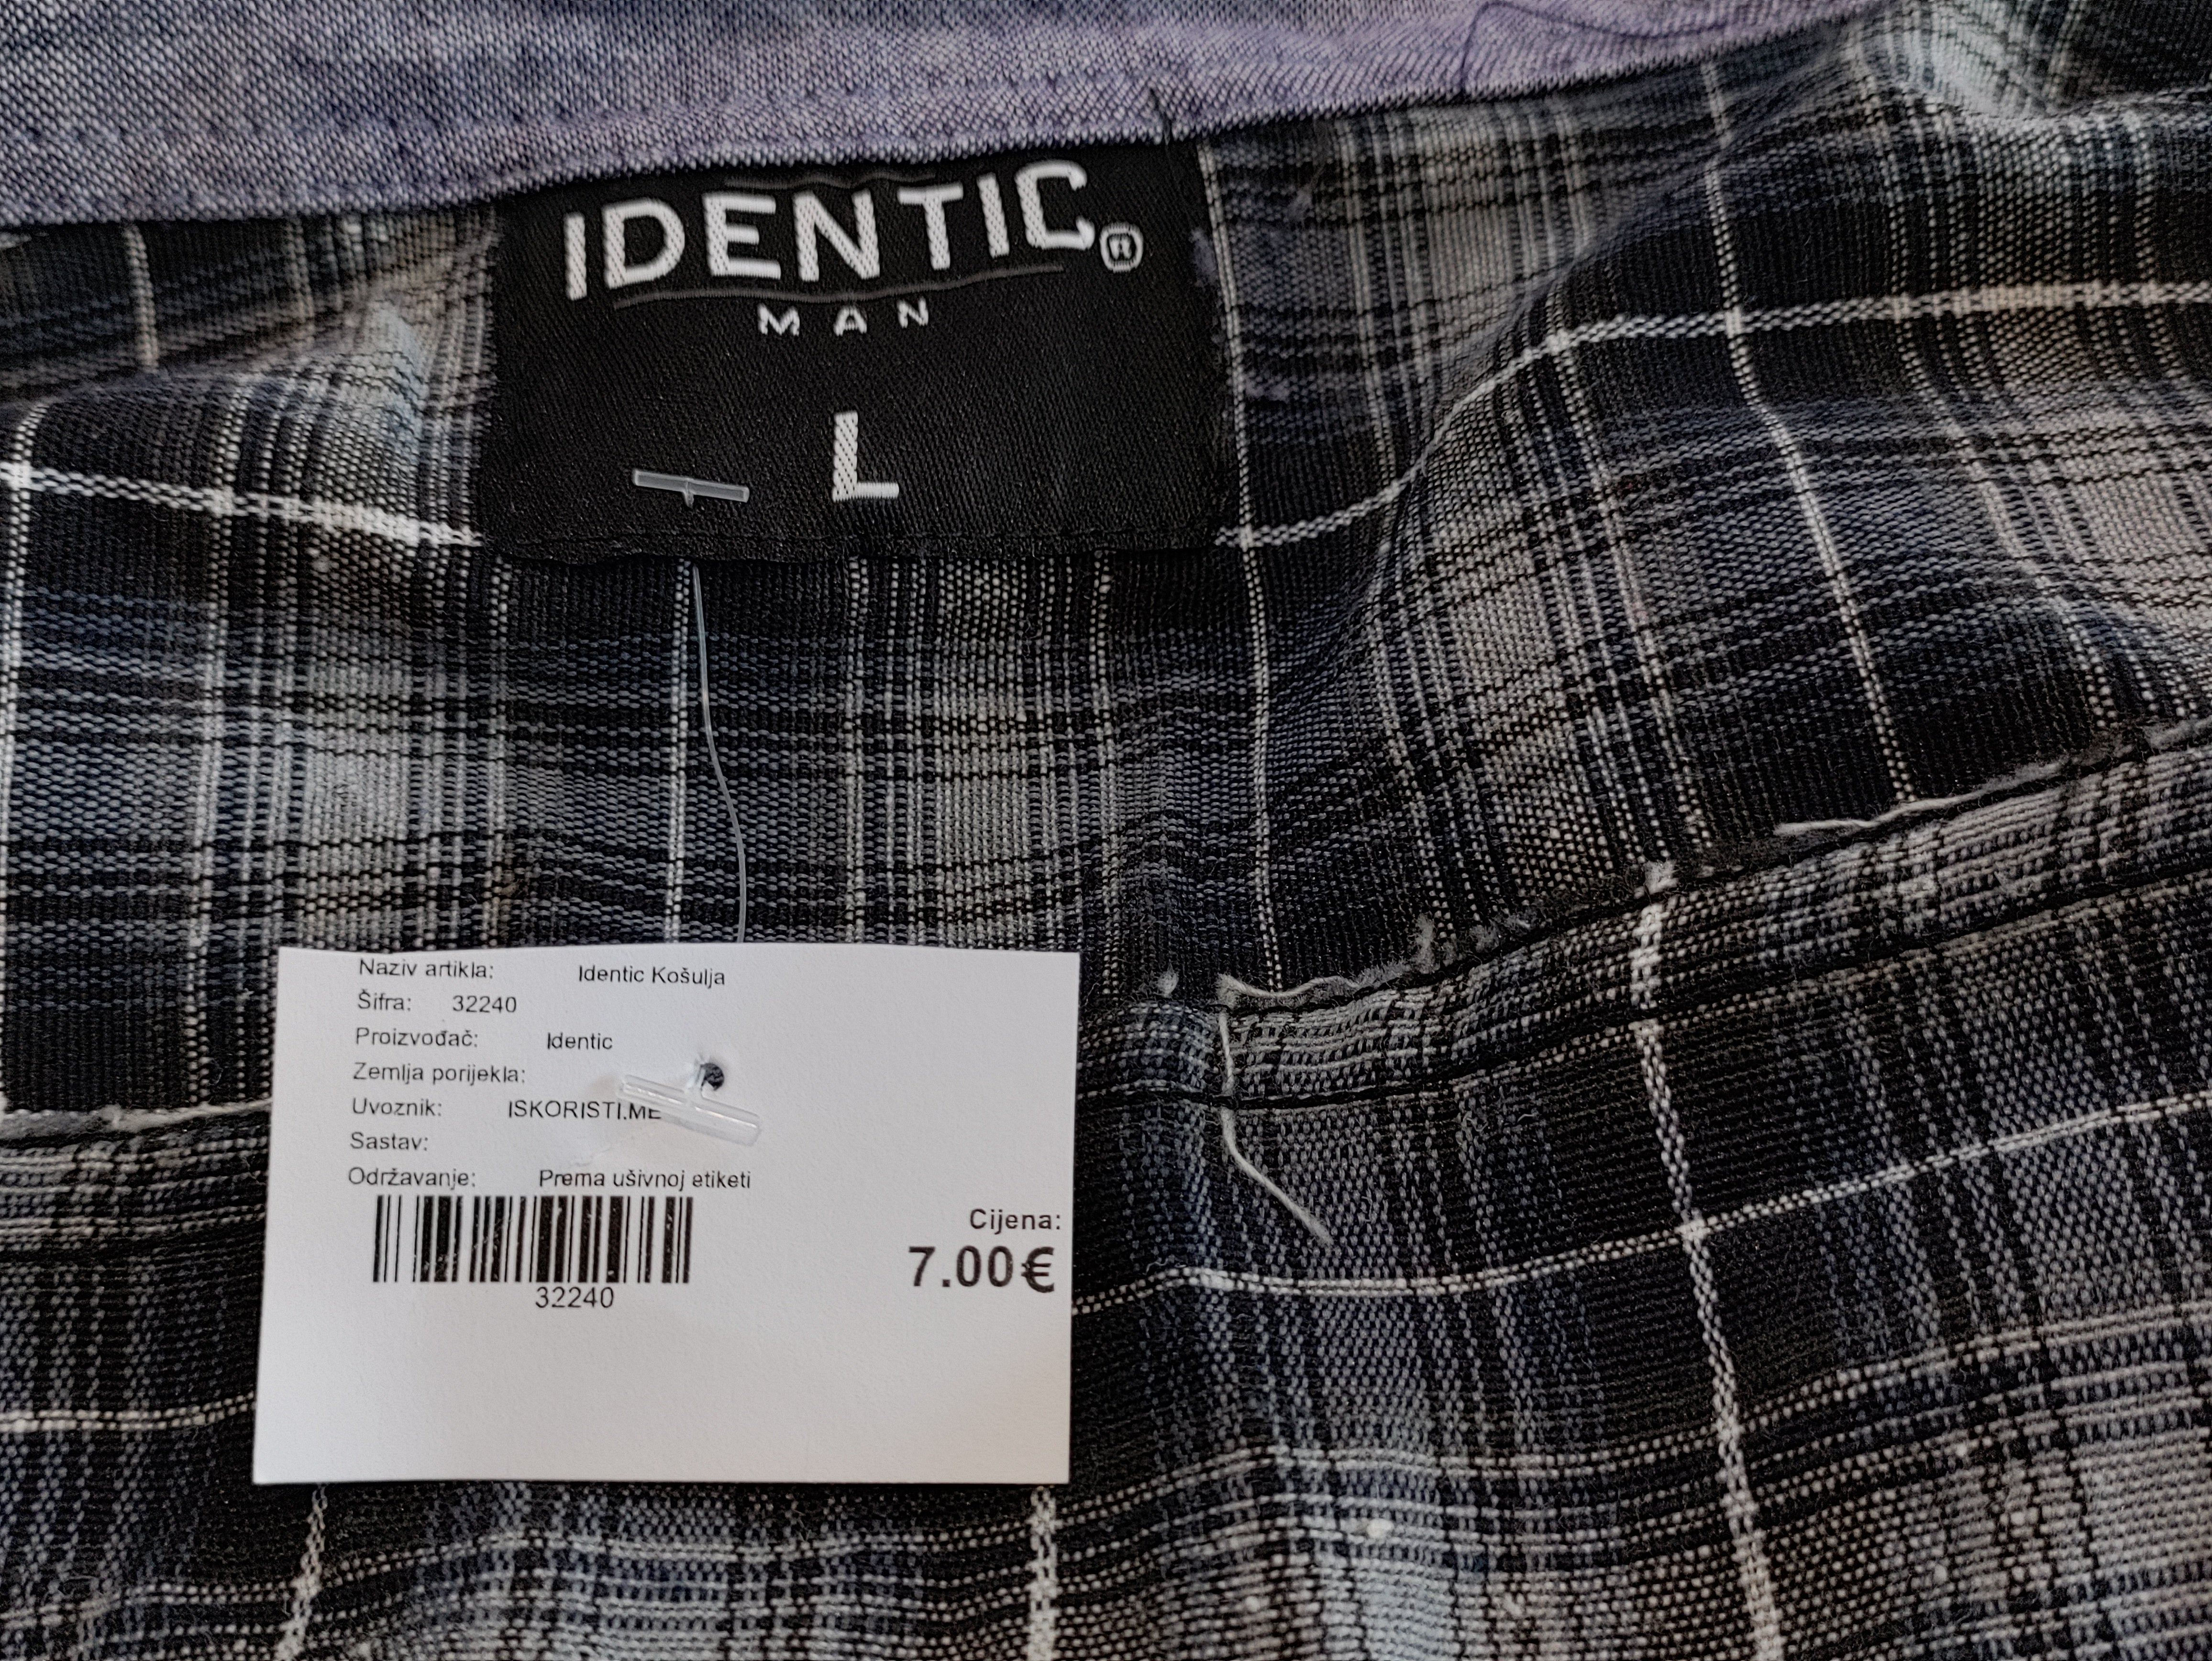 IDENTIC®
MAN
L
Naziv artikla: Identic Košulja
Šifra: 32240
Proizvođač: Identic
Zemlja porijekla:
Uvoznik: ISKORISTI.ME
Sastav:
Održavanje: Prema ušivnoj etiketi
32240
Cijena:
7.00€